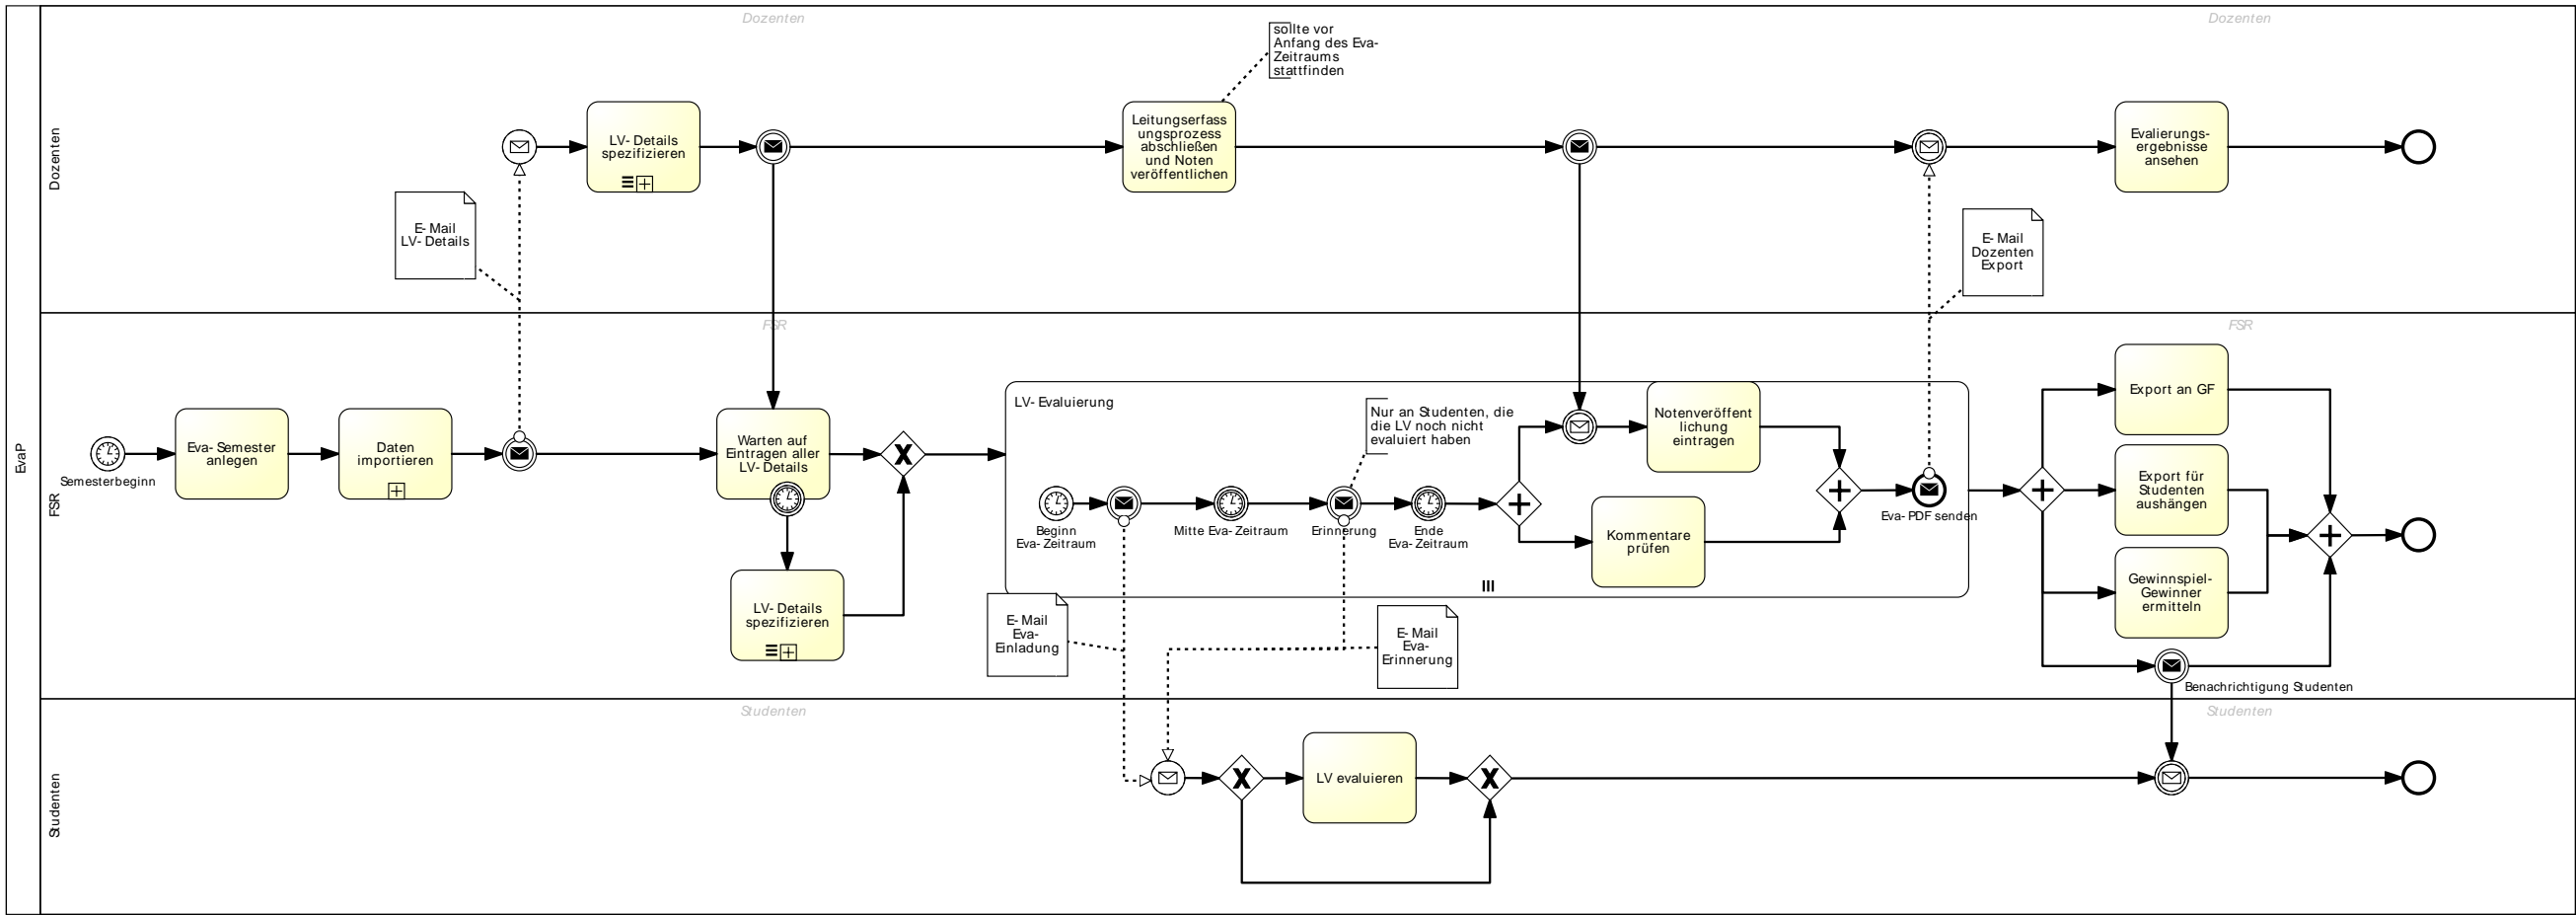 EvaP
Dozenten
Dozenten
Dozenten
sollte vor
Anfang des Eva-
Zeitraums
stattfinden
LV- Details
spezifizieren
Leitungserfass
ungsprozess
abschließen
und Noten
veröffentlichen
Evalierungs-
ergebnisse
ansehen
E- Mail
LV- Details
E- Mail
Dozenten
Export
FSR
FSR
FSR
Semesterbeginn
Eva- Semester
anlegen
Daten
importieren
Warten auf
Eintragen aller
LV- Details
LV- Details
spezifizieren
LV- Evaluierung
Nur an Studenten, die
die LV noch nicht
evaluiert haben
Beginn
Eva- Zeitraum
Mitte Eva- Zeitraum
Erinnerung
Ende
Eva- Zeitraum
Notenveröffent
lichung
eintragen
Kommentare
prüfen
Eva- PDF senden
Export an GF
Export für
Studenten
aushängen
Gewinnspiel-
Gewinner
ermitteln
Benachrichtigung Studenten
E- Mail
Eva-
Einladung
E- Mail
Eva-
Erinnerung
Studenten
Studenten
Studenten
LV evaluieren